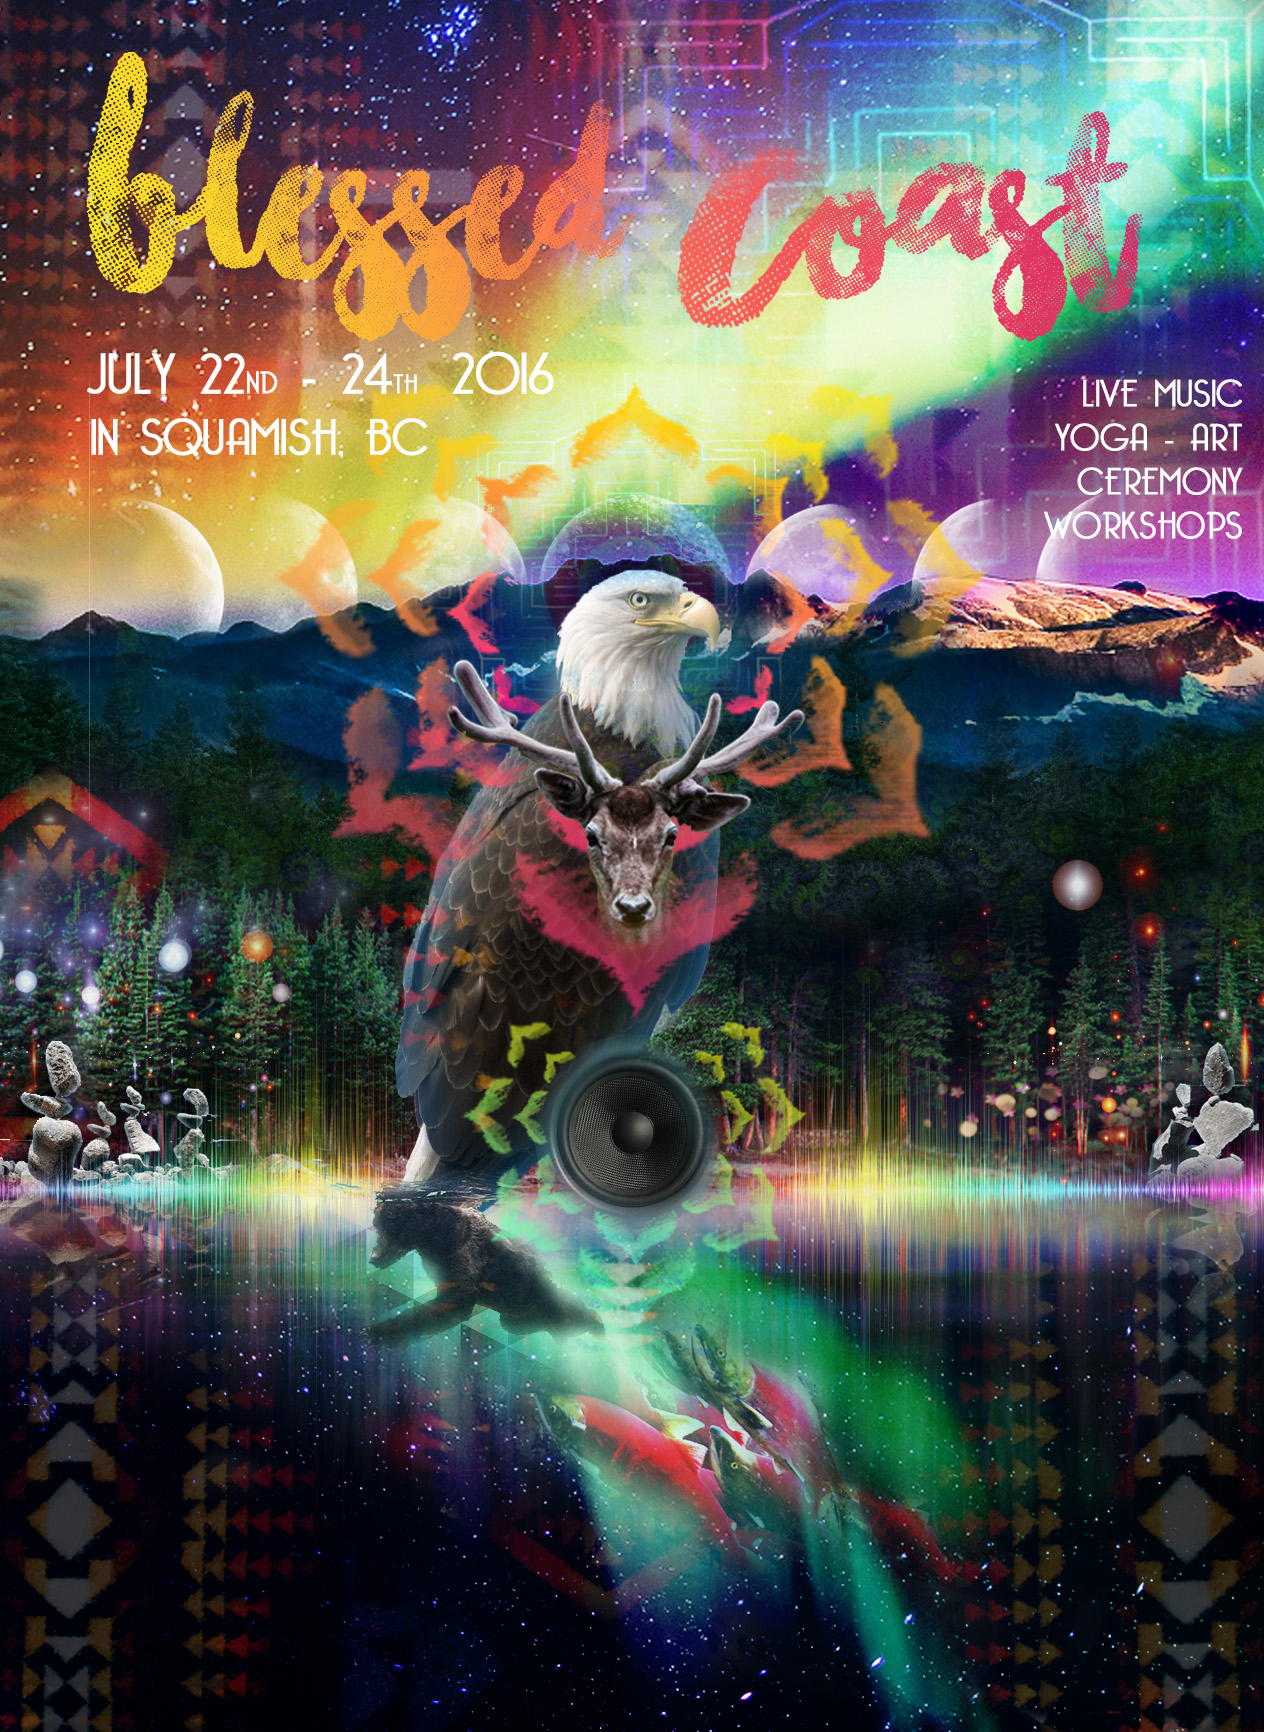 blessed coast
JULY 22ND - 24TH 2016
IN SQUAMISH, BC
LIVE MUSIC
YOGA - ART
CEREMONY
WORKSHOPS